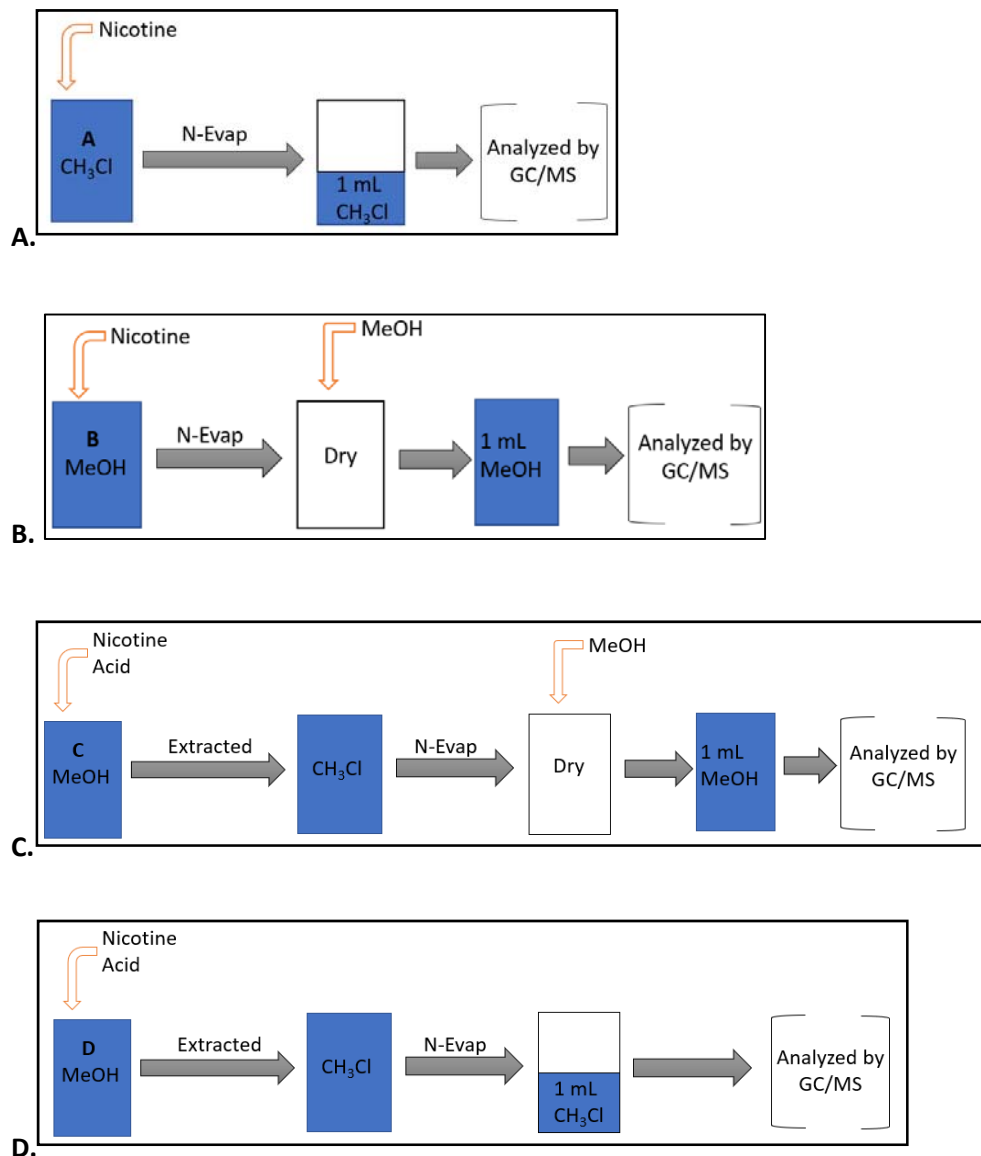 Nicotine
A
CH₃Cl
N-Evap
1 mL
CH₃Cl
Analyzed by
GC/MS
A.
Nicotine
MeOH
B
MeOH
N-Evap
Dry
1 mL
MeOH
Analyzed by
GC/MS
B.
Nicotine
Acid
MeOH
C
MeOH
Extracted
CH₃Cl
N-Evap
Dry
1 mL
MeOH
Analyzed by
GC/MS
C.
Nicotine
Acid
D
MeOH
Extracted
CH₃Cl
N-Evap
1 mL
CH₃Cl
Analyzed by
GC/MS
D.